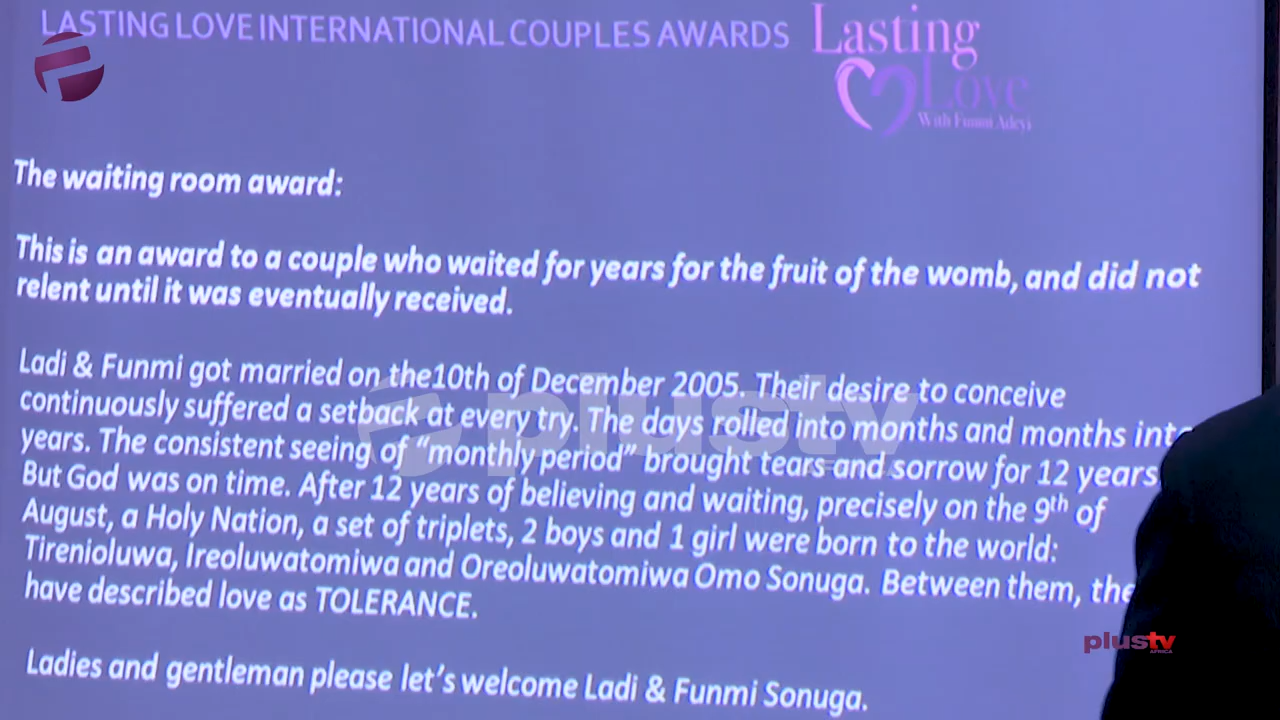 LASTING LOVE INTERNATIONAL COUPLES AWARDS
Lasting
Love
With Funmi Adeyi
The waiting room award:
This is an award to a couple who waited for years for the fruit of the womb, and did not
relent until it was eventually received.
Ladi & Funmi got married on the10th of December 2005. Their desire to conceive
continuously suffered a setback at every try. The days rolled into months and months into
years. The consistent seeing of “monthly period” brought tears and sorrow for 12 years
But God was on time. After 12 years of believing and waiting, precisely on the 9th of
August, a Holy Nation, a set of triplets, 2 boys and 1 girl were born to the world:
Tirenioluwa, Ireoluwatomiwa and Oreoluwatomiwa Omo Sonuga. Between them, the
have described love as TOLERANCE.
Ladies and gentleman please let’s welcome Ladi & Funmi Sonuga.
plustv
plustv
AFRICA